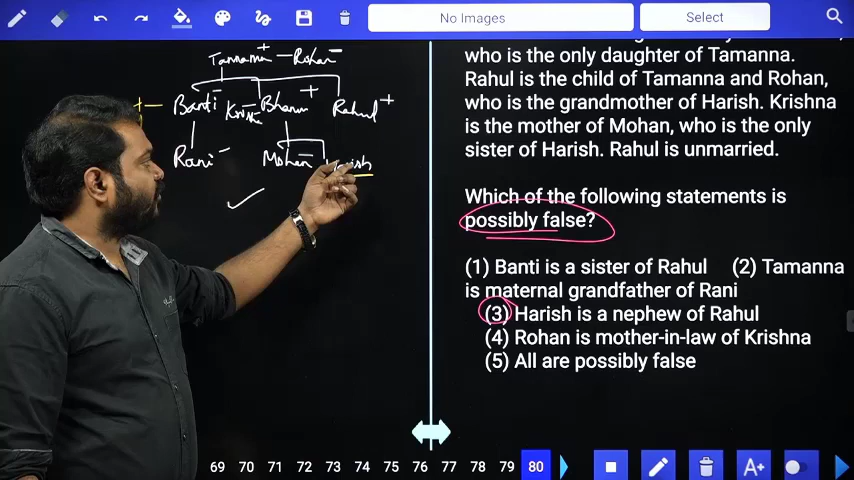 No Images
Select
Tamanna + — Rohan -
+ — Banti - Krishna - Bhanu + Rahul +
Rani - Mohan -
who is the only daughter of Tamanna.
Rahul is the child of Tamanna and Rohan,
who is the grandmother of Harish. Krishna
is the mother of Mohan, who is the only
sister of Harish. Rahul is unmarried.
Which of the following statements is
possibly false?
(1) Banti is a sister of Rahul (2) Tamanna
is maternal grandfather of Rani
(3) Harish is a nephew of Rahul
(4) Rohan is mother-in-law of Krishna
(5) All are possibly false
69 70 71 72 73 74 75 76 77 78 79 80
A+